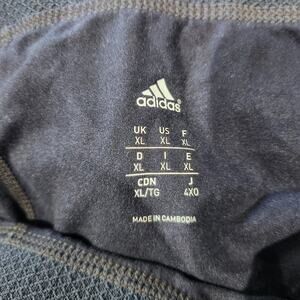 adidas®
UK US F
XL XL XL
D I E
XL XL XL
CDN J
XL/TG 4XO
MADE IN CAMBODIA